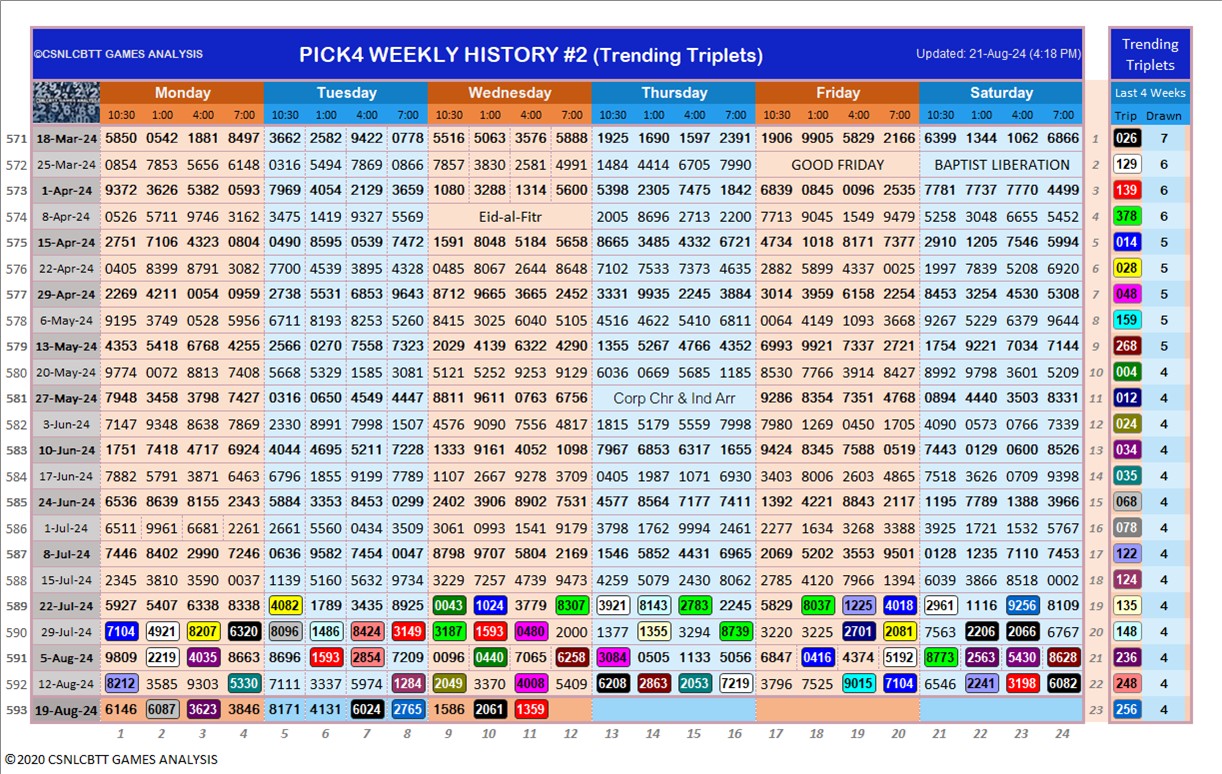 ©CSNLCBTT GAMES ANALYSIS PICK4 WEEKLY HISTORY #2 (Trending Triplets) Updated: 21-Aug-24 (4:18 PM) Trending Triplets
Monday Tuesday Wednesday Thursday Friday Saturday Last 4 Weeks
10:30 1:00 4:00 7:00 10:30 1:00 4:00 7:00 10:30 1:00 4:00 7:00 10:30 1:00 4:00 7:00 10:30 1:00 4:00 7:00 10:30 1:00 4:00 7:00 Trip Drawn
571 18-Mar-24 5850 0542 1881 8497 3662 2582 9422 0776 5516 5063 3576 5888 1925 1690 1597 2391 1906 9905 5829 2166 6399 1344 1062 6866 1 026 7
572 25-Mar-24 0854 7853 5656 6148 0316 5494 7869 0866 7857 3830 2581 4991 1484 4414 6705 7990 GOOD FRIDAY BAPTIST LIBERATION 2 129 6
573 1-Apr-24 9372 3626 5382 0593 7969 4054 2129 3659 1080 3288 1314 5600 5398 2305 7475 1842 6839 0845 0096 2535 7781 7737 7770 4499 3 139 6
574 8-Apr-24 0526 5711 9746 3162 3475 1419 9327 5569 Eid-al-Fitr 2005 8696 2713 2200 7713 9045 1549 9479 5258 3048 6655 5452 4 378 6
575 15-Apr-24 2751 7106 4323 0804 0490 8595 0539 7472 1591 8048 5184 5658 8665 3485 4332 6721 4734 1018 8171 7377 2910 1205 7546 5994 5 014 5
576 22-Apr-24 0405 8399 8791 3082 7700 4539 3895 4328 0485 8067 2644 8648 7102 7533 7373 4635 2882 5899 4337 0025 1997 7839 5208 6920 6 028 5
577 29-Apr-24 2269 4211 0054 0959 2738 5531 6853 9643 8712 9665 3665 2452 3331 9935 2245 3884 3014 3959 6158 2254 8453 3254 4530 5308 7 048 5
578 6-May-24 9195 3749 0528 5956 6711 8193 8253 5260 8415 3025 6040 5105 4516 4622 5410 6811 0064 4149 1093 3668 9267 5229 6379 9644 8 159 5
579 13-May-24 4353 5418 6768 4255 2566 0270 7558 7323 9029 4139 6322 4290 1355 5267 4766 4352 6993 9921 7337 2721 1754 9221 7034 7144 9 268 5
580 20-May-24 9774 0072 8813 7408 5668 5329 1585 3081 5121 5252 9253 9129 6036 0669 5685 1185 8530 7766 3914 8427 8992 9798 3601 5209 10 004 4
581 27-May-24 7948 3458 3798 7427 0316 0650 4549 4447 8811 9611 0763 6756 Corp Chr & Ind Arr 9286 8354 7351 4768 0894 4440 3503 8331 11 012 4
582 3-Jun-24 7147 9348 8638 7869 2330 8991 7998 1507 4576 9090 7556 4817 1815 5179 5559 7998 7980 1269 0450 1705 4090 0573 0766 7339 12 024 4
583 10-Jun-24 1751 7418 4717 6924 4044 4695 5211 7228 1333 9161 4052 1098 7967 6853 6317 1655 9424 8345 7588 0519 7443 0129 0600 8526 13 034 4
584 17-Jun-24 7882 5791 3871 6463 6796 1855 9199 7785 1107 2667 9278 3709 0405 1987 1071 6930 3403 8006 2603 4865 7518 3626 0709 9398 14 035 4
585 24-Jun-24 6536 8639 8155 2343 5884 3353 8453 0299 2402 3906 8902 7531 4577 8564 7177 7411 1392 4221 8843 2117 1195 7789 1388 3966 15 068 4
586 1-Jul-24 6511 9961 6681 2261 2661 5560 0434 3509 3061 0993 1541 9179 3798 1762 9994 2461 2277 1634 3268 3388 3925 1721 1532 5767 16 078 4
587 8-Jul-24 7446 8402 2990 7246 0636 9582 7454 0047 8798 9707 5804 2169 1546 5852 4431 6965 2069 5202 3553 9501 0128 1235 7110 7453 17 122 4
588 15-Jul-24 2345 3810 3590 0037 1139 5160 5632 9734 3229 7257 4739 9473 4259 5079 2430 8062 2785 4120 7966 1394 6039 3866 8518 0002 18 124 4
589 22-Jul-24 5927 5407 6338 8338 4082 1789 3435 8925 0043 1024 3779 8307 3921 8143 2783 2245 5829 8037 1225 4018 2961 1116 9256 8109 19 135 4
590 29-Jul-24 7104 4921 8207 6320 8096 1486 8424 3149 3187 1593 0480 2000 1377 1355 3294 8739 3220 3225 2701 2081 7563 2206 2066 6767 20 148 4
591 5-Aug-24 9809 2219 4035 8663 8696 1593 2854 7209 0096 0440 7065 6258 3084 0505 1133 5056 6847 0416 4374 5192 8773 2563 5430 8628 21 236 4
592 12-Aug-24 8212 3585 9303 5330 7111 3337 5974 1284 2049 3370 4008 5409 6208 2863 2053 7219 3796 7525 9015 7104 6546 2241 3198 6082 22 248 4
593 19-Aug-24 6146 6087 3623 3846 8171 4131 6024 2765 1586 2061 1359 23 256 4
1 2 3 4 5 6 7 8 9 10 11 12 13 14 15 16 17 18 19 20 21 22 23 24
©2020 CSNLCBTT GAMES ANALYSIS